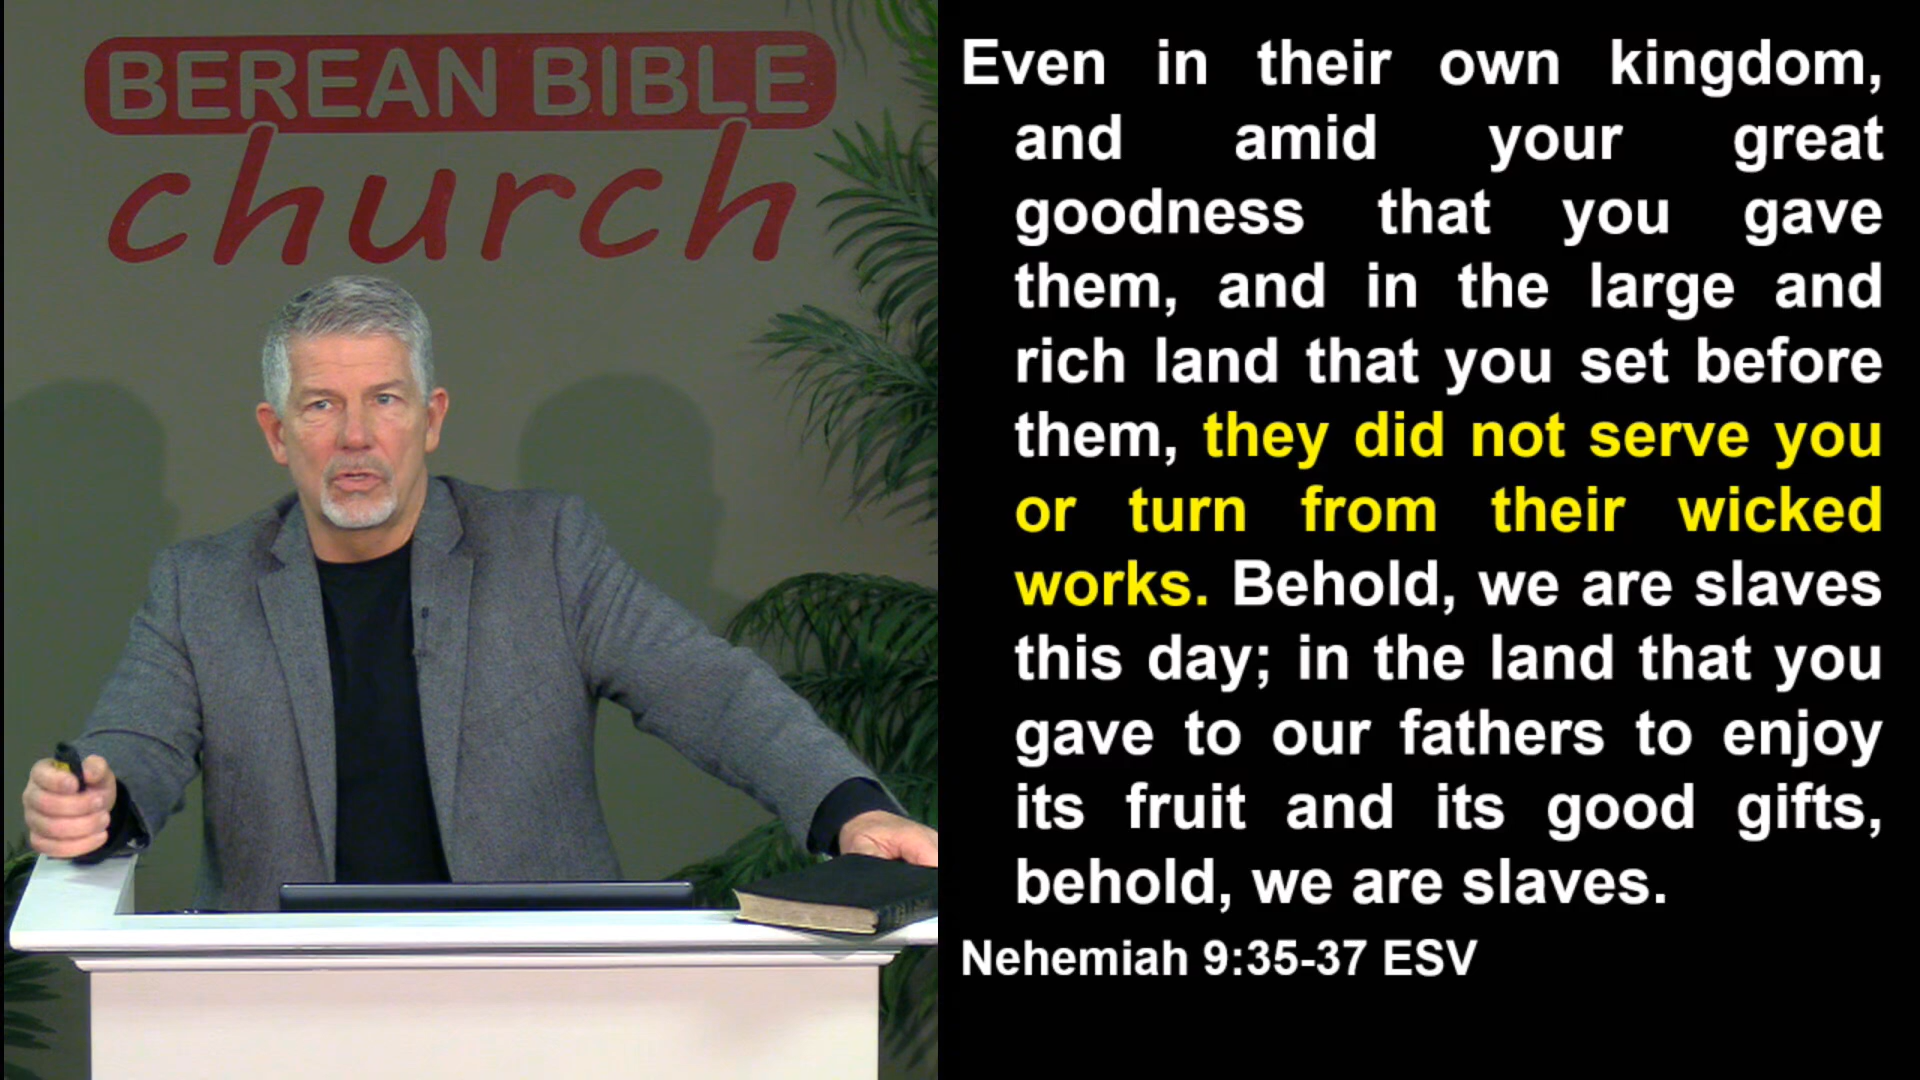 BEREAN BIBLE
church
Even in their own kingdom,
and amid your great
goodness that you gave
them, and in the large and
rich land that you set before
them, they did not serve you
or turn from their wicked
works. Behold, we are slaves
this day; in the land that you
gave to our fathers to enjoy
its fruit and its good gifts,
behold, we are slaves.
Nehemiah 9:35-37 ESV